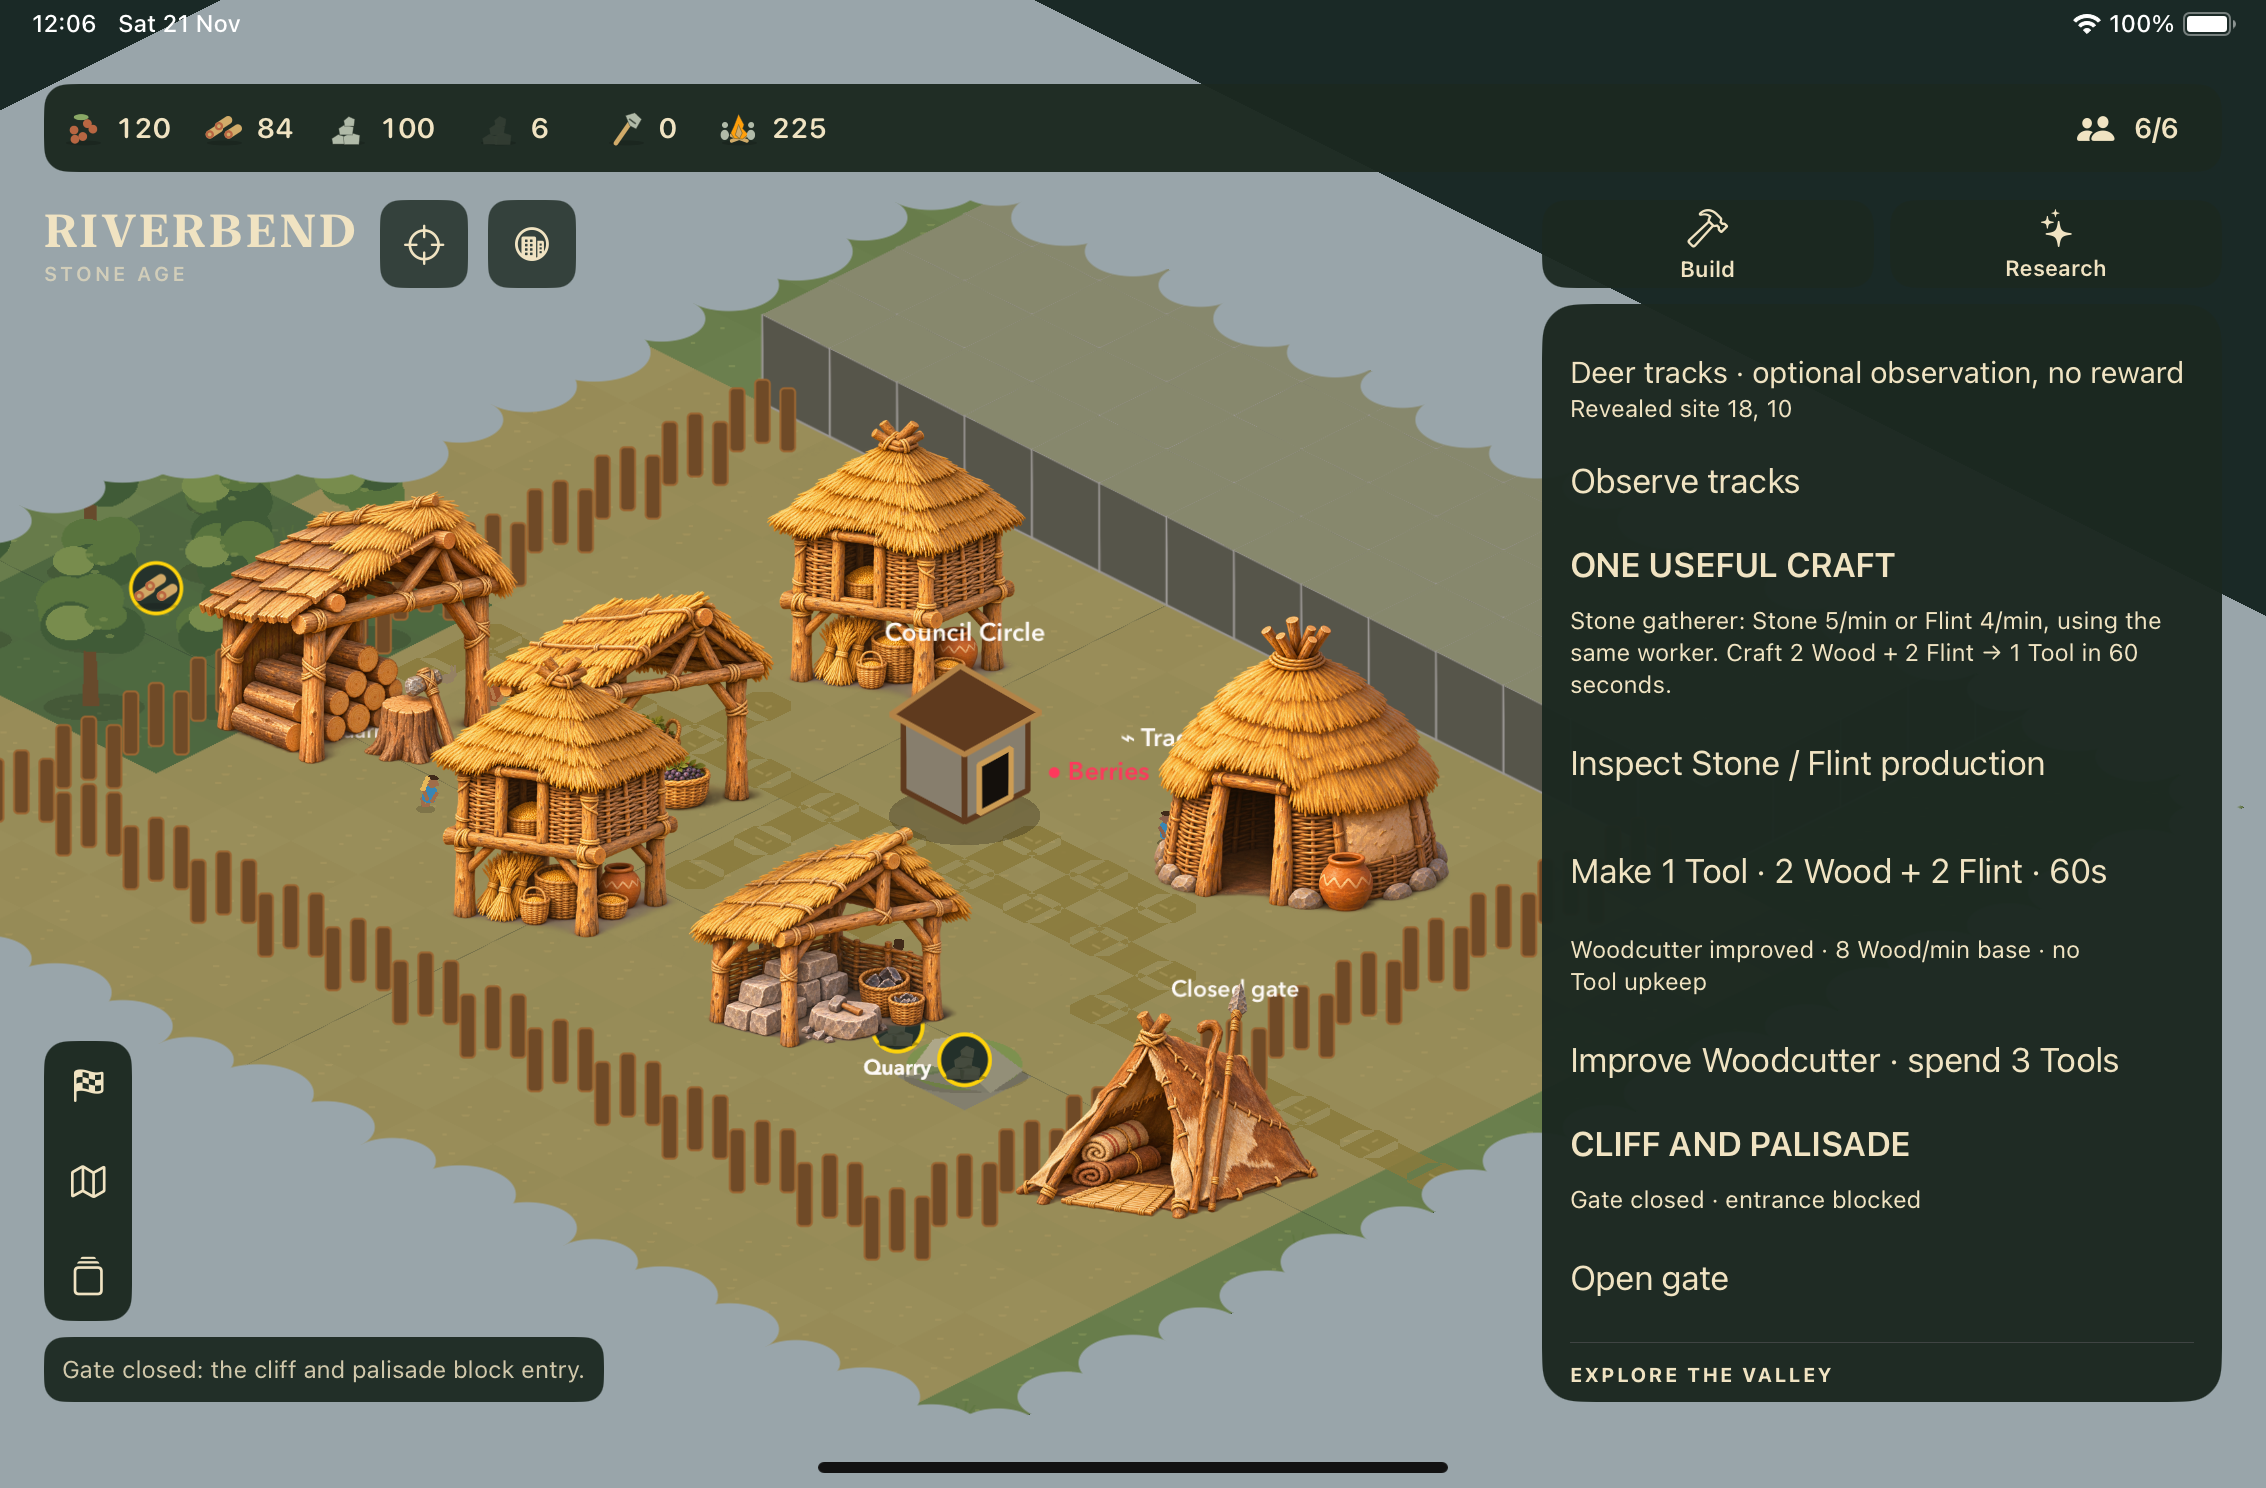 12:06 Sat 21 Nov
100%
120 84 100 6 0 225
6/6
RIVERBEND
STONE AGE
Build
Research
Deer tracks · optional observation, no reward
Revealed site 18, 10
Observe tracks
ONE USEFUL CRAFT
Stone gatherer: Stone 5/min or Flint 4/min, using the
same worker. Craft 2 Wood + 2 Flint → 1 Tool in 60
seconds.
Inspect Stone / Flint production
Make 1 Tool · 2 Wood + 2 Flint · 60s
Woodcutter improved · 8 Wood/min base · no
Tool upkeep
Improve Woodcutter · spend 3 Tools
CLIFF AND PALISADE
Gate closed · entrance blocked
Open gate
EXPLORE THE VALLEY
Council Circle
Berries
Closed gate
Quarry
Gate closed: the cliff and palisade block entry.